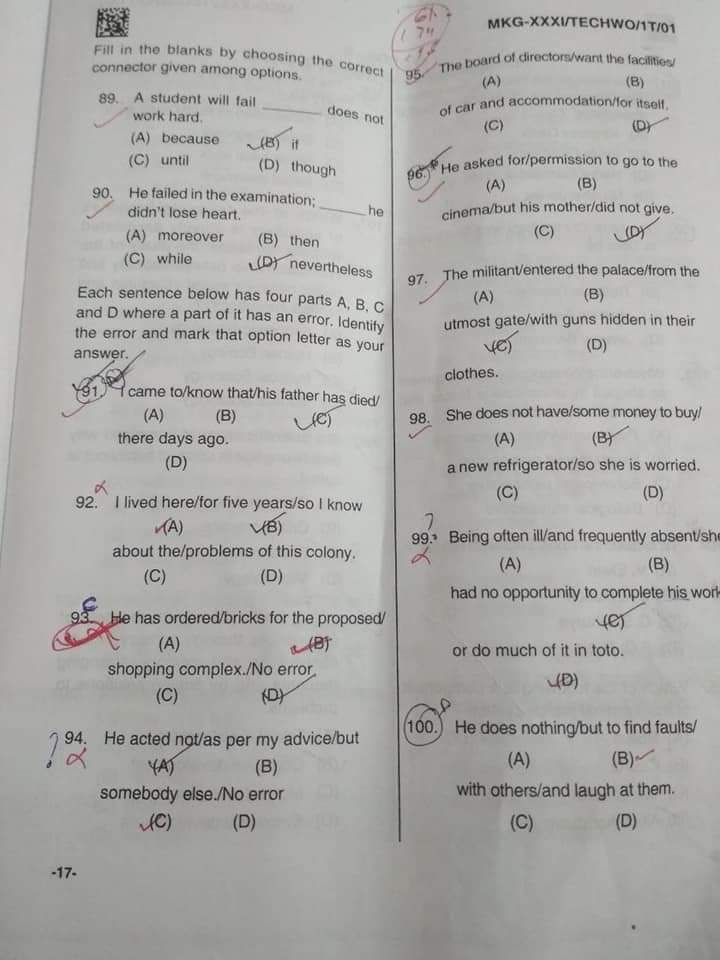 MKG-XXXI/TECHWO/1T/01
Fill in the blanks by choosing the correct
connector given among options.
89. A student will fail ________ does not
work hard.
(A) because (B) if
(C) until (D) though
90. He failed in the examination; ________ he
didn't lose heart.
(A) moreover (B) then
(C) while (D) nevertheless
Each sentence below has four parts A, B, C
and D where a part of it has an error. Identify
the error and mark that option letter as your
answer.
91. I came to/know that/his father has died/
(A) (B) (C)
there days ago.
(D)
92. I lived here/for five years/so I know
(A) (B)
about the/problems of this colony.
(C) (D)
93. He has ordered/bricks for the proposed/
(A) (B)
shopping complex./No error
(C) (D)
94. He acted not/as per my advice/but
(A) (B)
somebody else./No error
(C) (D)
-17-
95. The board of directors/want the facilities/
(A) (B)
of car and accommodation/for itself.
(C) (D)
96. He asked for/permission to go to the
(A) (B)
cinema/but his mother/did not give.
(C) (D)
97. The militant/entered the palace/from the
(A) (B)
utmost gate/with guns hidden in their
(C) (D)
clothes.
98. She does not have/some money to buy/
(A) (B)
a new refrigerator/so she is worried.
(C) (D)
99. Being often ill/and frequently absent/she
(A) (B)
had no opportunity to complete his work
(C)
or do much of it in toto.
(D)
100. He does nothing/but to find faults/
(A) (B)
with others/and laugh at them.
(C) (D)